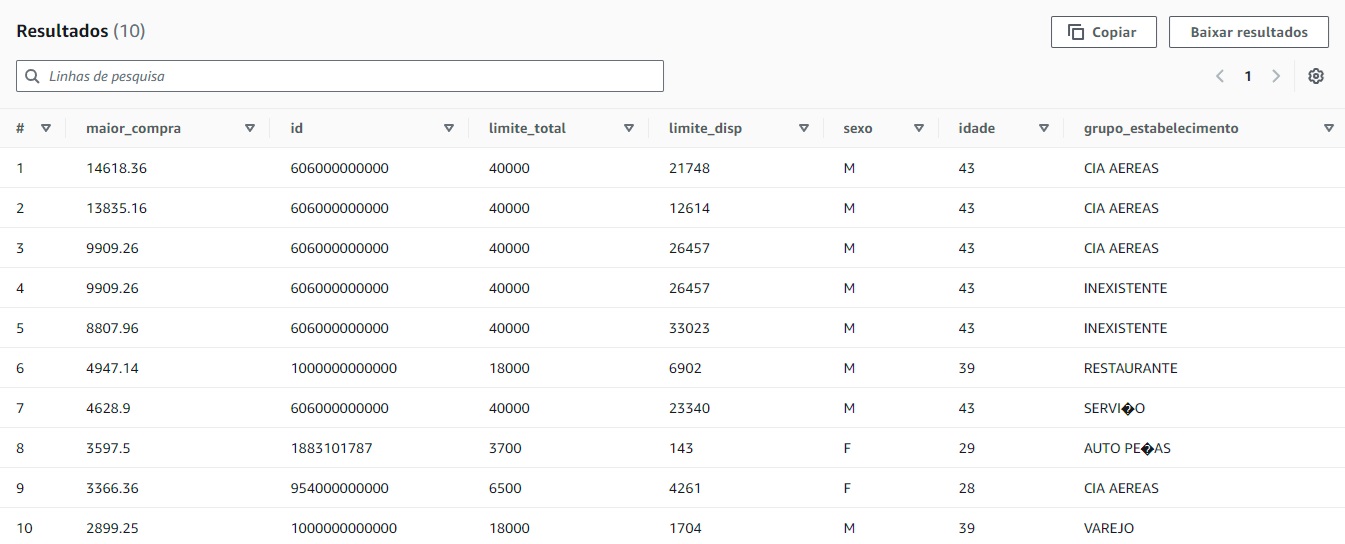 Resultados (10)
Copiar
Baixar resultados
Linhas de pesquisa
1
# maior_compra id limite_total limite_disp sexo idade grupo_estabelecimento
1 14618.36 606000000000 40000 21748 M 43 CIA AEREAS
2 13835.16 606000000000 40000 12614 M 43 CIA AEREAS
3 9909.26 606000000000 40000 26457 M 43 CIA AEREAS
4 9909.26 606000000000 40000 26457 M 43 INEXISTENTE
5 8807.96 606000000000 40000 33023 M 43 INEXISTENTE
6 4947.14 1000000000000 18000 6902 M 39 RESTAURANTE
7 4628.9 606000000000 40000 23340 M 43 SERVI�O
8 3597.5 1883101787 3700 143 F 29 AUTO PE�AS
9 3366.36 954000000000 6500 4261 F 28 CIA AEREAS
10 2899.25 1000000000000 18000 1704 M 39 VAREJO